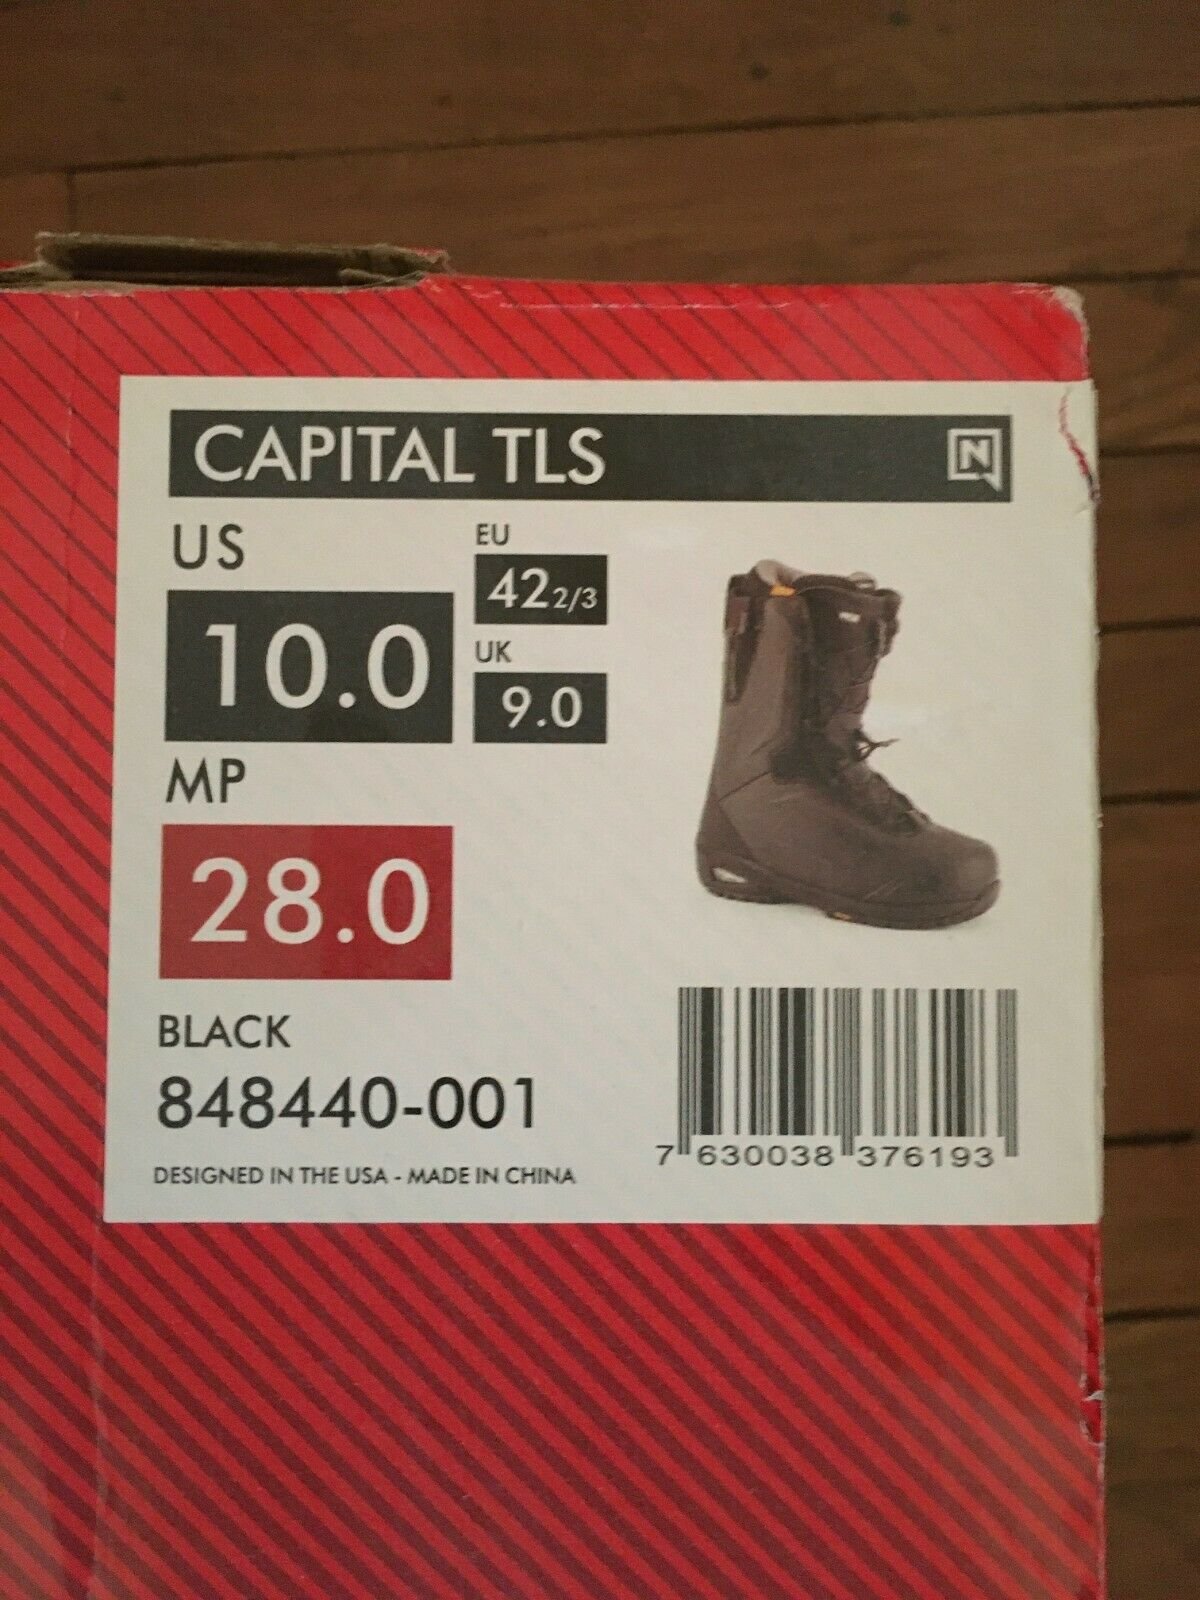 CAPITAL TLS
N
US
10.0
EU
42 2/3
UK
9.0
MP
28.0
BLACK
848440-001
DESIGNED IN THE USA - MADE IN CHINA
7 630038 376193